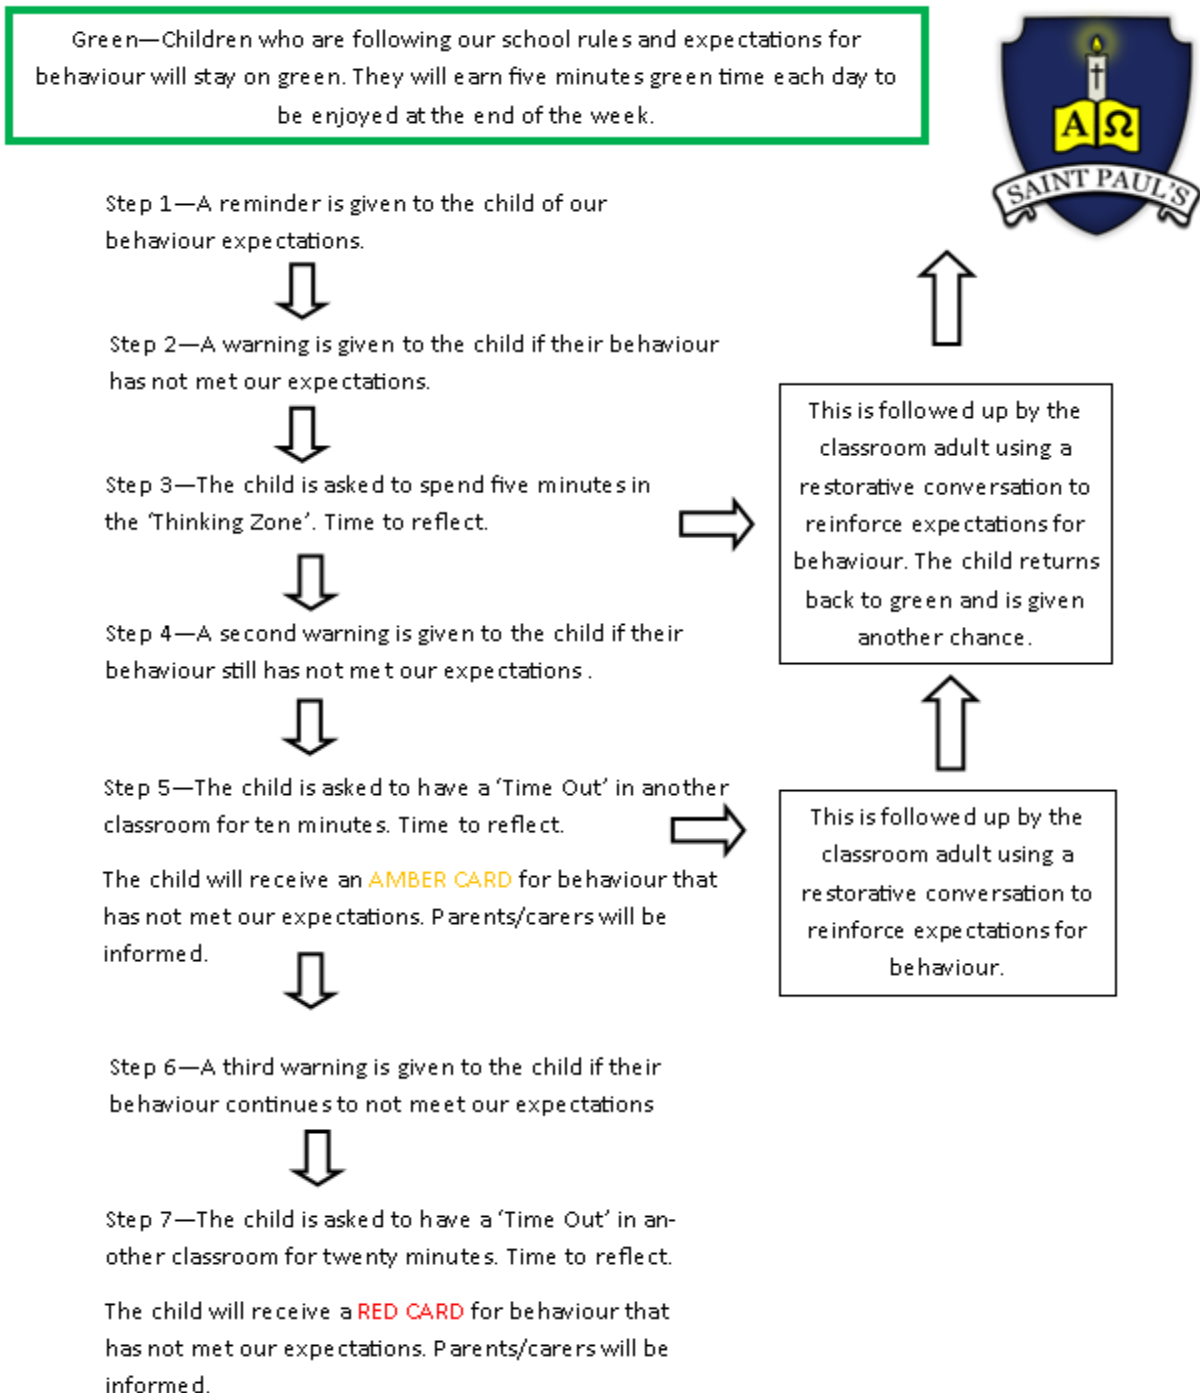 Green—Children who are following our school rules and expectations for
behaviour will stay on green. They will earn five minutes green time each day to
be enjoyed at the end of the week.
Α Ω
SAINT PAUL'S
Step 1—A reminder is given to the child of our
behaviour expectations.
Step 2—A warning is given to the child if their behaviour
has not met our expectations.
Step 3—The child is asked to spend five minutes in
the ‘Thinking Zone’. Time to reflect.
This is followed up by the
classroom adult using a
restorative conversation to
reinforce expectations for
behaviour. The child returns
back to green and is given
another chance.
Step 4—A second warning is given to the child if their
behaviour still has not met our expectations .
Step 5—The child is asked to have a ‘Time Out’ in another
classroom for ten minutes. Time to reflect.
The child will receive an AMBER CARD for behaviour that
has not met our expectations. Parents/carers will be
informed.
This is followed up by the
classroom adult using a
restorative conversation to
reinforce expectations for
behaviour.
Step 6—A third warning is given to the child if their
behaviour continues to not meet our expectations
Step 7—The child is asked to have a ‘Time Out’ in an-
other classroom for twenty minutes. Time to reflect.
The child will receive a RED CARD for behaviour that
has not met our expectations. Parents/carers will be
informed.